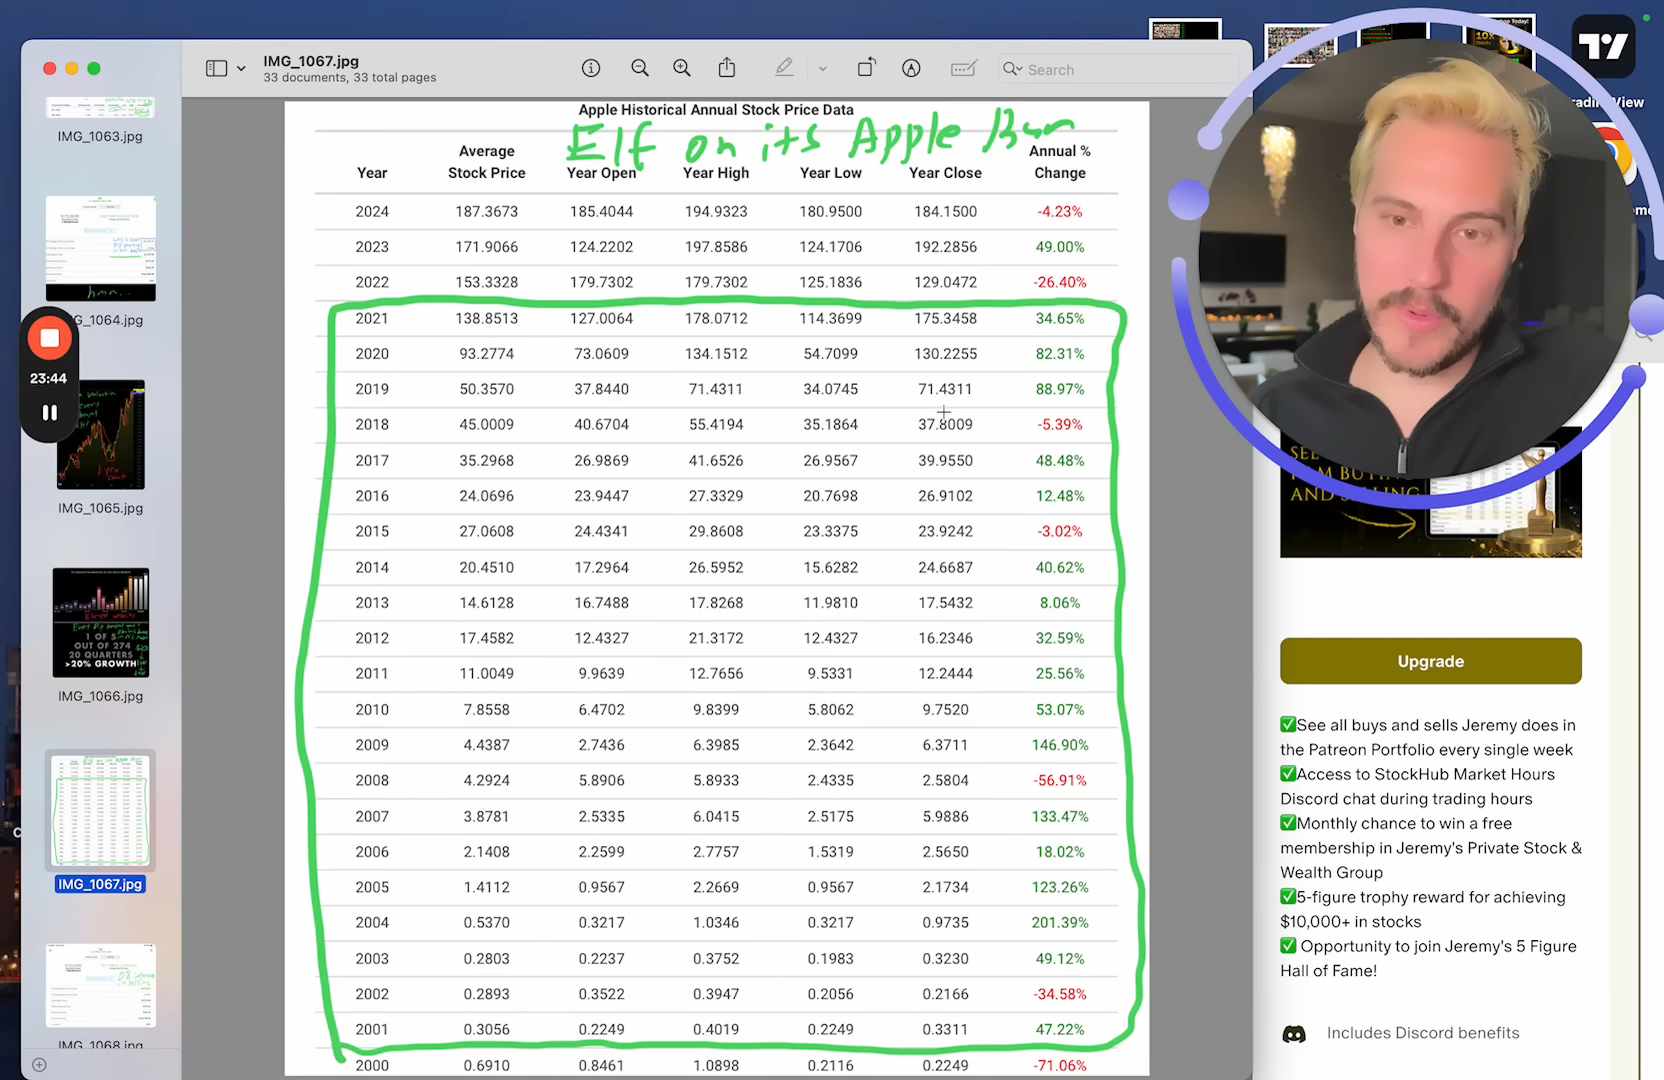 IMG_1067.jpg
33 documents, 33 total pages
Search
IMG_1063.jpg
IMG_1064.jpg
23:44
IMG_1065.jpg
1 OF 5
OUT OF 274
20 QUARTERS
>20% GROWTH
IMG_1066.jpg
IMG_1067.jpg
IMG_1068.jpg
Apple Historical Annual Stock Price Data
Elf on its Apple Run
Year Average Stock Price Year Open Year High Year Low Year Close Annual % Change
2024 187.3673 185.4044 194.9323 180.9500 184.1500 -4.23%
2023 171.9066 124.2202 197.8586 124.1706 192.2856 49.00%
2022 153.3328 179.7302 179.7302 125.1836 129.0472 -26.40%
2021 138.8513 127.0064 178.0712 114.3699 175.3458 34.65%
2020 93.2774 73.0609 134.1512 54.7099 130.2255 82.31%
2019 50.3570 37.8440 71.4311 34.0745 71.4311 88.97%
2018 45.0009 40.6704 55.4194 35.1864 37.8009 -5.39%
2017 35.2968 26.9869 41.6526 26.9567 39.9550 48.48%
2016 24.0696 23.9447 27.3329 20.7698 26.9102 12.48%
2015 27.0608 24.4341 29.8608 23.3375 23.9242 -3.02%
2014 20.4510 17.2964 26.5952 15.6282 24.6687 40.62%
2013 14.6128 16.7488 17.8268 11.9810 17.5432 8.06%
2012 17.4582 12.4327 21.3172 12.4327 16.2346 32.59%
2011 11.0049 9.9639 12.7656 9.5331 12.2444 25.56%
2010 7.8558 6.4702 9.8399 5.8062 9.7520 53.07%
2009 4.4387 2.7436 6.3985 2.3642 6.3711 146.90%
2008 4.2924 5.8906 5.8933 2.4335 2.5804 -56.91%
2007 3.8781 2.5335 6.0415 2.5175 5.9886 133.47%
2006 2.1408 2.2599 2.7757 1.5319 2.5650 18.02%
2005 1.4112 0.9567 2.2669 0.9567 2.1734 123.26%
2004 0.5370 0.3217 1.0346 0.3217 0.9735 201.39%
2003 0.2803 0.2237 0.3752 0.1983 0.3230 49.12%
2002 0.2893 0.3522 0.3947 0.2056 0.2166 -34.58%
2001 0.3056 0.2249 0.4019 0.2249 0.3311 47.22%
2000 0.6910 0.8461 1.0898 0.2116 0.2249 -71.06%
Upgrade
✅See all buys and sells Jeremy does in
the Patreon Portfolio every single week
✅Access to StockHub Market Hours
Discord chat during trading hours
✅Monthly chance to win a free
membership in Jeremy's Private Stock &
Wealth Group
✅5-figure trophy reward for achieving
$10,000+ in stocks
✅ Opportunity to join Jeremy's 5 Figure
Hall of Fame!
Includes Discord benefits